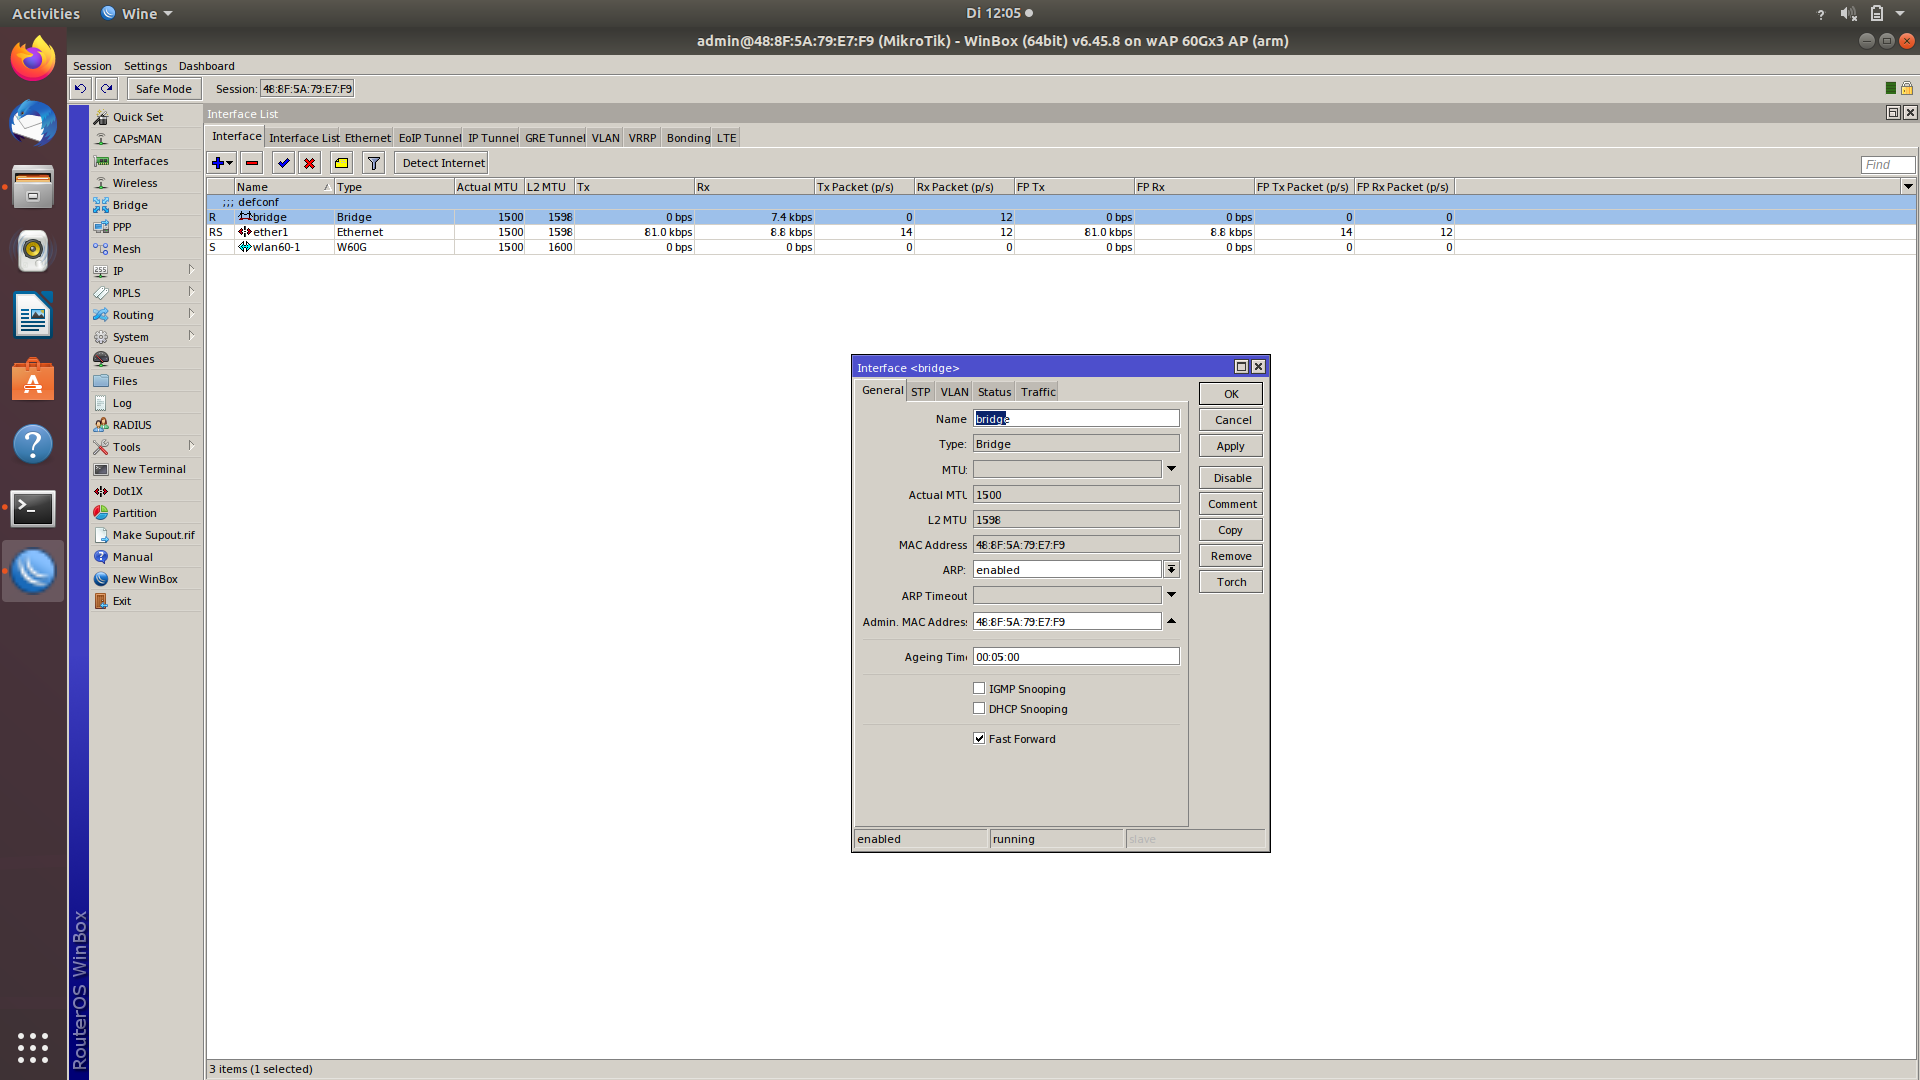 Activities Wine Di 12:05
admin@48:8F:5A:79:E7:F9 (MikroTik) - WinBox (64bit) v6.45.8 on wAP 60Gx3 AP (arm)
Session Settings Dashboard
Safe Mode Session: 48:8F:5A:79:E7:F9
Quick Set
CAPsMAN
Interfaces
Wireless
Bridge
PPP
Mesh
IP
MPLS
Routing
System
Queues
Files
Log
RADIUS
Tools
New Terminal
Dot1X
Partition
Make Supout.rif
Manual
New WinBox
Exit
RouterOS WinBox
Interface List
Interface Interface List Ethernet EoIP Tunnel IP Tunnel GRE Tunnel VLAN VRRP Bonding LTE
Detect Internet Find
Name Type Actual MTU L2 MTU Tx Rx Tx Packet (p/s) Rx Packet (p/s) FP Tx FP Rx FP Tx Packet (p/s) FP Rx Packet (p/s)
;;; defconf
R bridge Bridge 1500 1598 0 bps 7.4 kbps 0 12 0 bps 0 bps 0 0
RS ether1 Ethernet 1500 1598 81.0 kbps 8.8 kbps 14 12 81.0 kbps 8.8 kbps 14 12
S wlan60-1 W60G 1500 1600 0 bps 0 bps 0 0 0 bps 0 bps 0 0
Interface <bridge>
General STP VLAN Status Traffic
Name bridge
Type: Bridge
MTU:
Actual MTU 1500
L2 MTU 1598
MAC Address 48:8F:5A:79:E7:F9
ARP: enabled
ARP Timeout
Admin. MAC Address 48:8F:5A:79:E7:F9
Ageing Time 00:05:00
IGMP Snooping
DHCP Snooping
Fast Forward
OK
Cancel
Apply
Disable
Comment
Copy
Remove
Torch
enabled running slave
3 items (1 selected)